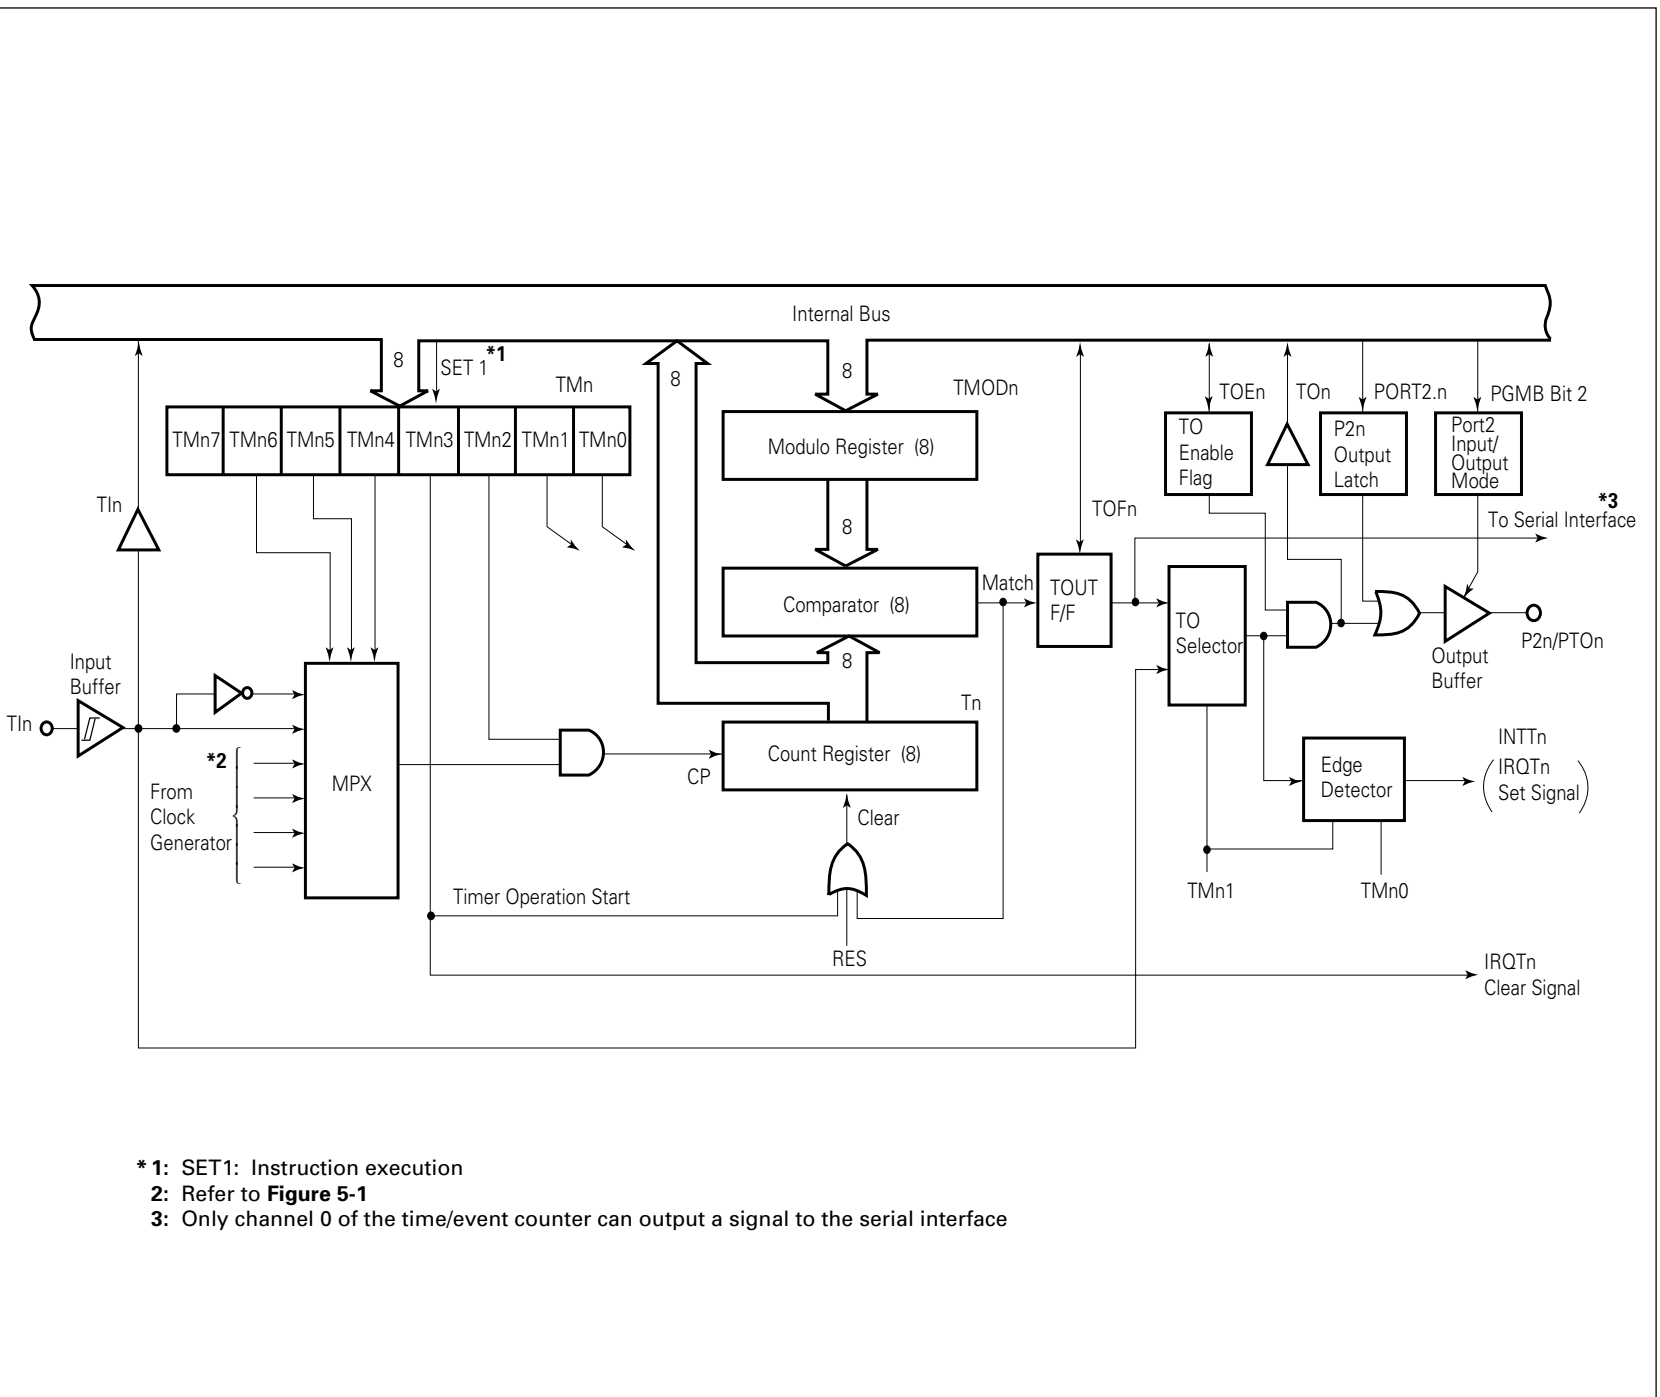 Internal Bus
8
SET 1*1
TMn
8
8
TMODn
TOEn
TOn
PORT2.n
PGMB Bit 2
TMn7 TMn6 TMn5 TMn4 TMn3 TMn2 TMn1 TMn0
Modulo Register (8)
TO
Enable
Flag
P2n
Output
Latch
Port2
Input/
Output
Mode
TIn
8
TOFn
*3
To Serial Interface
Comparator (8)
Match
TOUT
F/F
TO
Selector
P2n/PTOn
Output
Buffer
8
Input
Buffer
TIn
Tn
*2
From
Clock
Generator
MPX
CP
Count Register (8)
Edge
Detector
INTTn
(IRQTn
Set Signal)
Clear
Timer Operation Start
TMn1
TMn0
RES
IRQTn
Clear Signal
* 1: SET1: Instruction execution
2: Refer to Figure 5-1
3: Only channel 0 of the time/event counter can output a signal to the serial interface